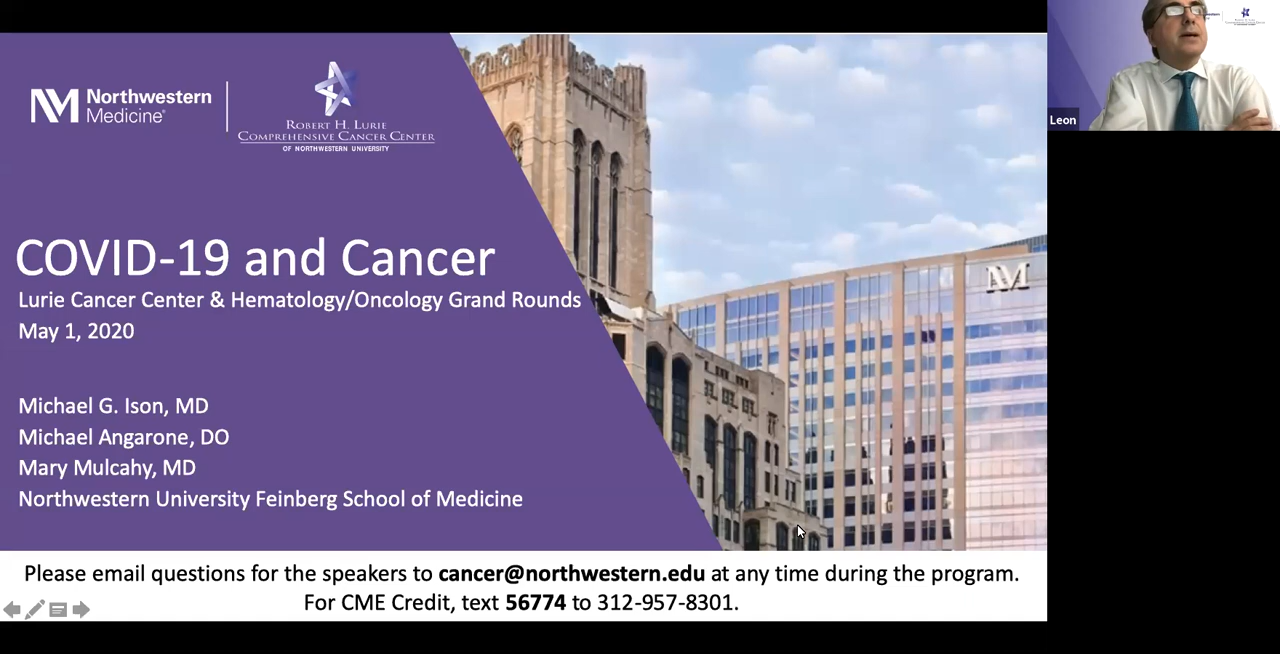 Northwestern
Medicine®
ROBERT H. LURIE
COMPREHENSIVE CANCER CENTER
OF NORTHWESTERN UNIVERSITY
COVID-19 and Cancer
Lurie Cancer Center & Hematology/Oncology Grand Rounds
May 1, 2020
Michael G. Ison, MD
Michael Angarone, DO
Mary Mulcahy, MD
Northwestern University Feinberg School of Medicine
Please email questions for the speakers to cancer@northwestern.edu at any time during the program.
For CME Credit, text 56774 to 312-957-8301.
Leon